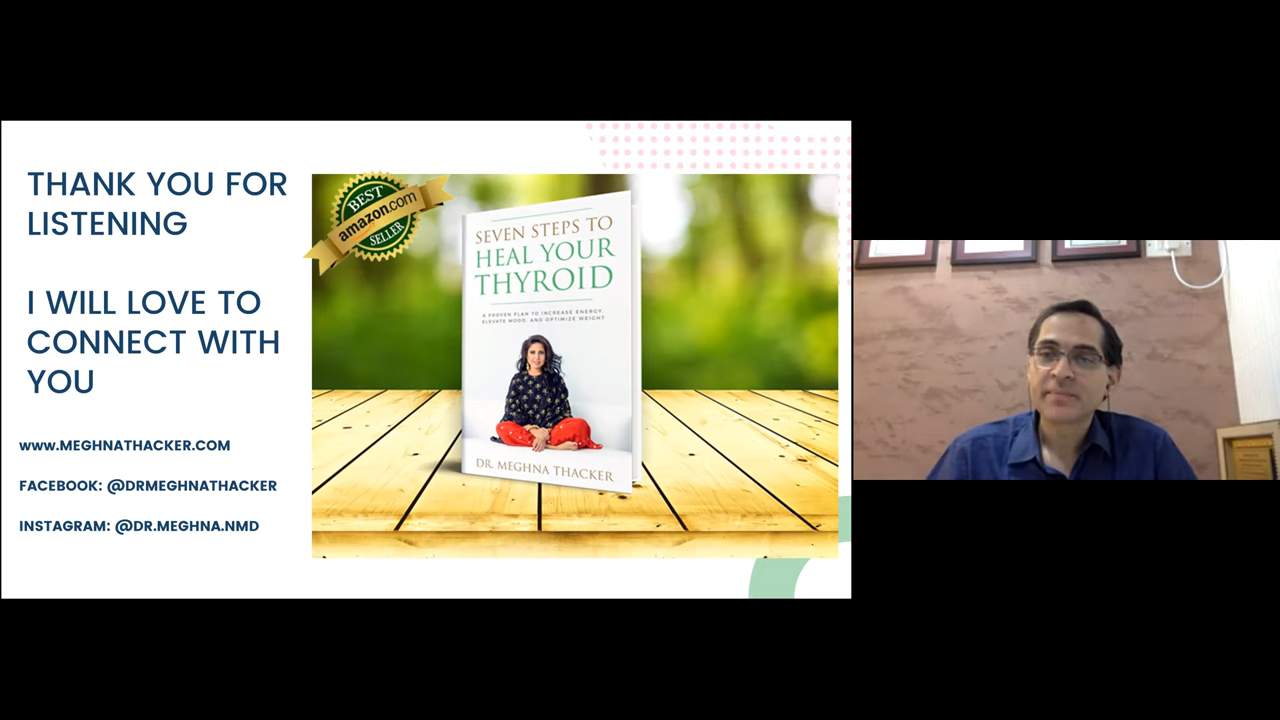 THANK YOU FOR
LISTENING
I WILL LOVE TO
CONNECT WITH
YOU
www.MEGHNATHACKER.COM
FACEBOOK: @DRMEGHNATHACKER
INSTAGRAM: @DR.MEGHNA.NMD
BEST
amazon.com
SELLER
SEVEN STEPS TO
HEAL YOUR
THYROID
A PROVEN PLAN TO INCREASE ENERGY,
ELEVATE MOOD, AND OPTIMIZE WEIGHT
DR. MEGHNA THACKER